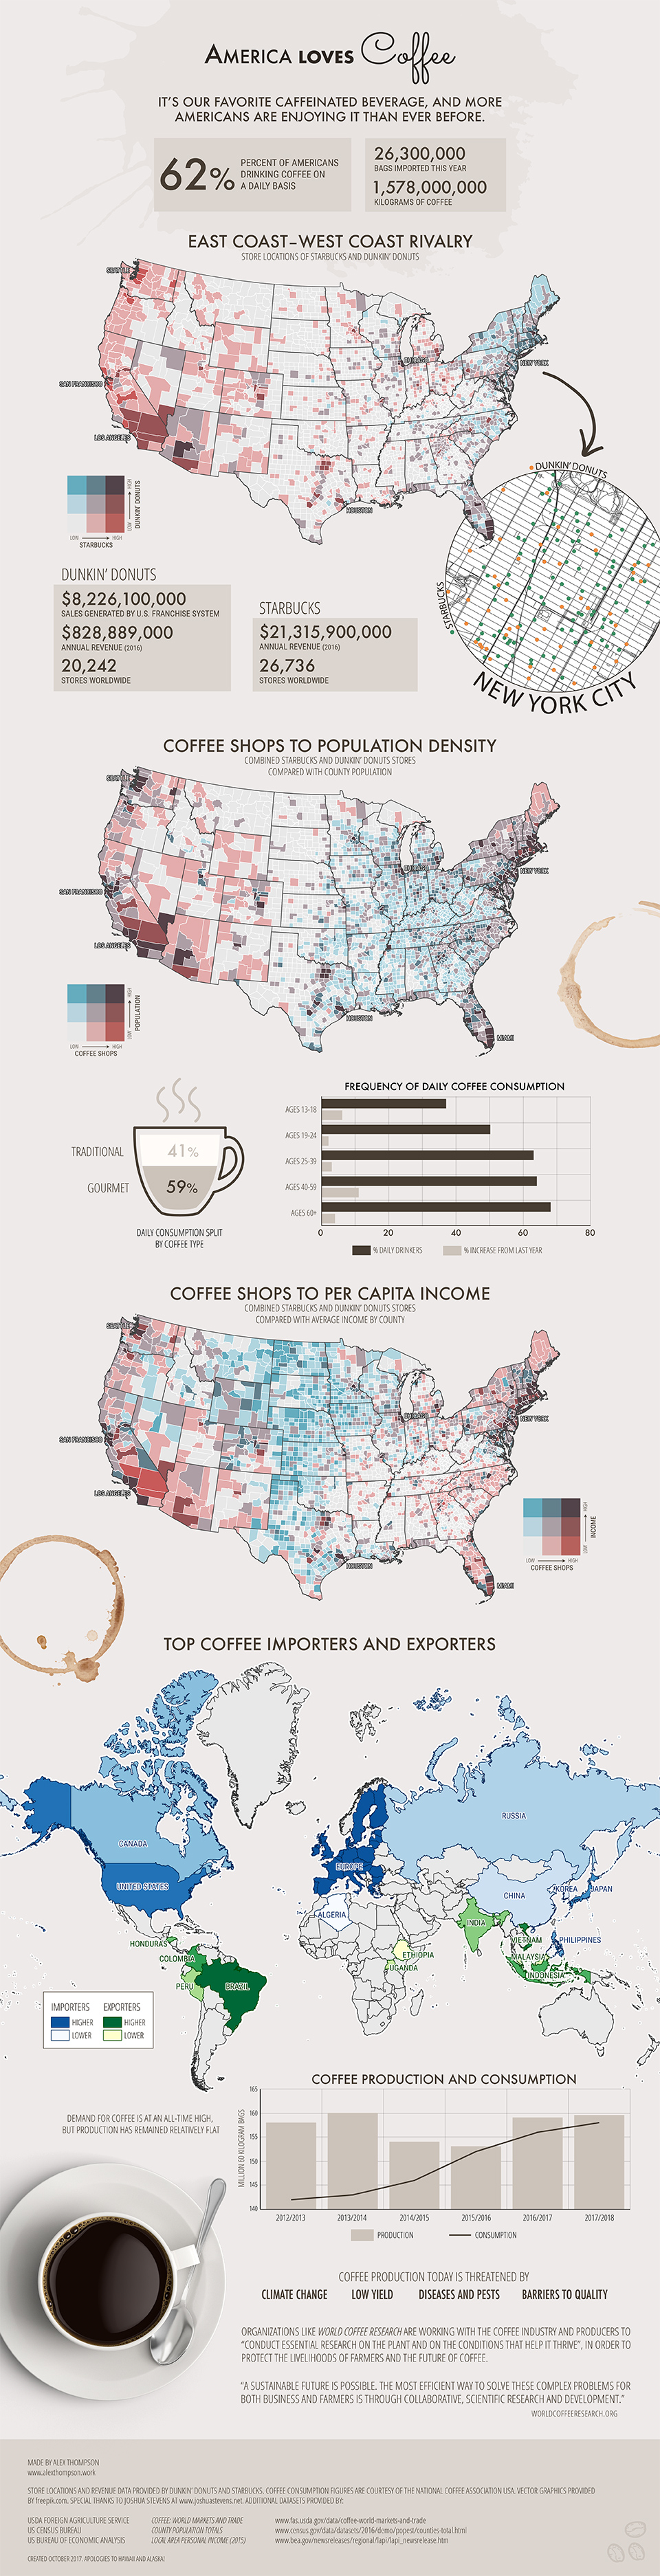 AMERICA LOVES Coffee
IT'S OUR FAVORITE CAFFEINATED BEVERAGE, AND MORE
AMERICANS ARE ENJOYING IT THAN EVER BEFORE.
62%
PERCENT OF AMERICANS
DRINKING COFFEE ON
A DAILY BASIS
26,300,000
BAGS IMPORTED THIS YEAR
1,578,000,000
KILOGRAMS OF COFFEE
EAST COAST–WEST COAST RIVALRY
STORE LOCATIONS OF STARBUCKS AND DUNKIN' DONUTS
SEATTLE
CHICAGO
NEW YORK
SAN FRANCISCO
LOS ANGELES
HOUSTON
LOW HIGH
STARBUCKS
LOW HIGH
DUNKIN' DONUTS
DUNKIN' DONUTS
STARBUCKS
NEW YORK CITY
DUNKIN' DONUTS
$8,226,100,000
SALES GENERATED BY U.S. FRANCHISE SYSTEM
$828,889,000
ANNUAL REVENUE (2016)
20,242
STORES WORLDWIDE
STARBUCKS
$21,315,900,000
ANNUAL REVENUE (2016)
26,736
STORES WORLDWIDE
COFFEE SHOPS TO POPULATION DENSITY
COMBINED STARBUCKS AND DUNKIN' DONUTS STORES
COMPARED WITH COUNTY POPULATION
SEATTLE
CHICAGO
NEW YORK
SAN FRANCISCO
LOS ANGELES
HOUSTON
MIAMI
LOW HIGH
COFFEE SHOPS
LOW HIGH
POPULATION
TRADITIONAL
41%
GOURMET
59%
DAILY CONSUMPTION SPLIT
BY COFFEE TYPE
FREQUENCY OF DAILY COFFEE CONSUMPTION
AGES 13-18
AGES 19-24
AGES 25-39
AGES 40-59
AGES 60+
0 20 40 60 80
% DAILY DRINKERS
% INCREASE FROM LAST YEAR
COFFEE SHOPS TO PER CAPITA INCOME
COMBINED STARBUCKS AND DUNKIN' DONUTS STORES
COMPARED WITH AVERAGE INCOME BY COUNTY
SEATTLE
CHICAGO
NEW YORK
SAN FRANCISCO
LOS ANGELES
HOUSTON
MIAMI
LOW HIGH
COFFEE SHOPS
LOW HIGH
INCOME
TOP COFFEE IMPORTERS AND EXPORTERS
RUSSIA
CANADA
EUROPE
UNITED STATES
CHINA
KOREA
JAPAN
ALGERIA
INDIA
HONDURAS
VIETNAM
PHILIPPINES
COLOMBIA
ETHIOPIA
MALAYSIA
UGANDA
PERU
BRAZIL
INDONESIA
IMPORTERS
HIGHER
LOWER
EXPORTERS
HIGHER
LOWER
DEMAND FOR COFFEE IS AT AN ALL-TIME HIGH,
BUT PRODUCTION HAS REMAINED RELATIVELY FLAT
COFFEE PRODUCTION AND CONSUMPTION
MILLION 60 KILOGRAM BAGS
165
160
155
150
145
140
2012/2013 2013/2014 2014/2015 2015/2016 2016/2017 2017/2018
PRODUCTION
CONSUMPTION
COFFEE PRODUCTION TODAY IS THREATENED BY
CLIMATE CHANGE LOW YIELD DISEASES AND PESTS BARRIERS TO QUALITY
ORGANIZATIONS LIKE WORLD COFFEE RESEARCH ARE WORKING WITH THE COFFEE INDUSTRY AND PRODUCERS TO
"CONDUCT ESSENTIAL RESEARCH ON THE PLANT AND ON THE CONDITIONS THAT HELP IT THRIVE", IN ORDER TO
PROTECT THE LIVELIHOODS OF FARMERS AND THE FUTURE OF COFFEE.
"A SUSTAINABLE FUTURE IS POSSIBLE. THE MOST EFFICIENT WAY TO SOLVE THESE COMPLEX PROBLEMS FOR
BOTH BUSINESS AND FARMERS IS THROUGH COLLABORATIVE, SCIENTIFIC RESEARCH AND DEVELOPMENT."
WORLDCOFFEERESEARCH.ORG
MADE BY ALEX THOMPSON
www.alexthompson.work
STORE LOCATIONS AND REVENUE DATA PROVIDED BY DUNKIN' DONUTS AND STARBUCKS. COFFEE CONSUMPTION FIGURES ARE COURTESY OF THE NATIONAL COFFEE ASSOCIATION USA. VECTOR GRAPHICS PROVIDED
BY freepik.com. SPECIAL THANKS TO JOSHUA STEVENS AT www.joshuastevens.net. ADDITIONAL DATASETS PROVIDED BY:
USDA FOREIGN AGRICULTURE SERVICE COFFEE: WORLD MARKETS AND TRADE www.fas.usda.gov/data/coffee-world-markets-and-trade
US CENSUS BUREAU COUNTY POPULATION TOTALS www.census.gov/data/datasets/2016/demo/popest/counties-total.html
US BUREAU OF ECONOMIC ANALYSIS LOCAL AREA PERSONAL INCOME (2015) www.bea.gov/newsreleases/regional/lapi/lapi_newsrelease.htm
CREATED OCTOBER 2017. APOLOGIES TO HAWAII AND ALASKA!